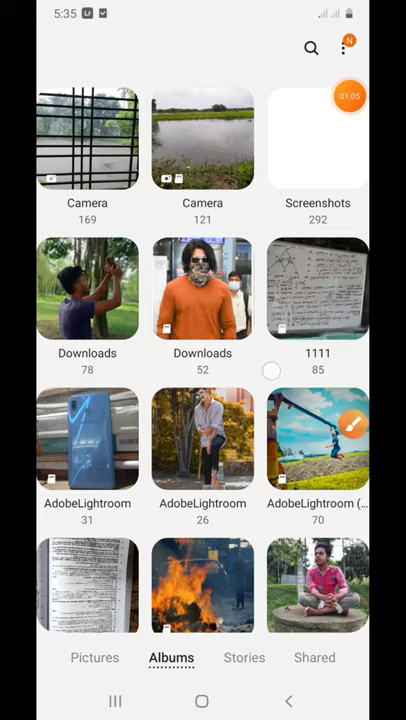 5:35 Lr
N
01:05
Camera Camera Screenshots
169 121 292
Downloads Downloads 1111
78 52 85
AdobeLightroom AdobeLightroom AdobeLightroom (...
31 26 70
Pictures Albums Stories Shared